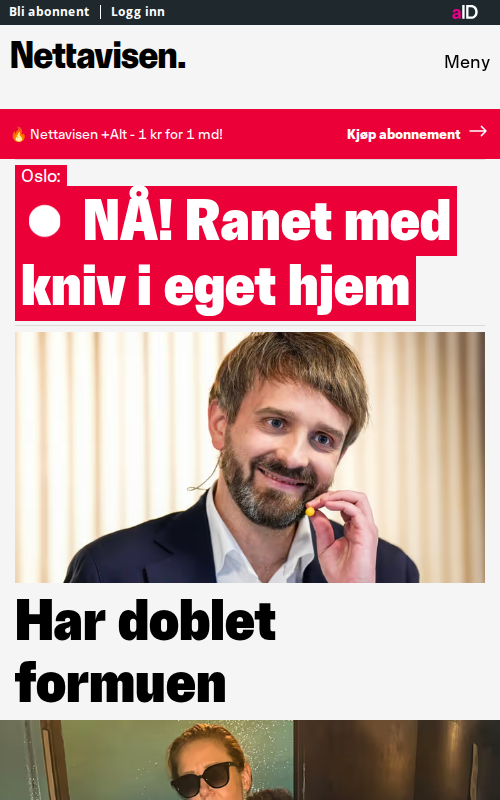 Bli abonnent | Logg inn
aID
Nettavisen.
Meny
🔥 Nettavisen +Alt - 1 kr for 1 md!
Kjøp abonnement →
Oslo:
NÅ! Ranet med
kniv i eget hjem
Har doblet
formuen